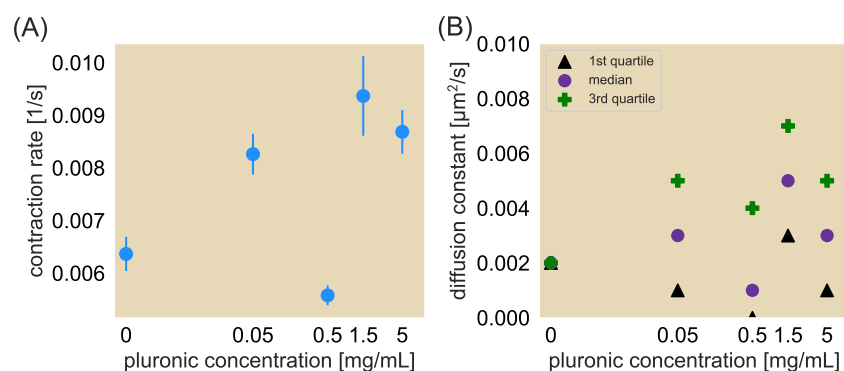 (A)
contraction rate [1/s]
0.010
0.009
0.008
0.007
0.006
0 0.05 0.5 1.5 5
pluronic concentration [mg/mL]
(B)
diffusion constant [μm²/s]
0.010
0.008
0.006
0.004
0.002
0.000
1st quartile
median
3rd quartile
0 0.05 0.5 1.5 5
pluronic concentration [mg/mL]